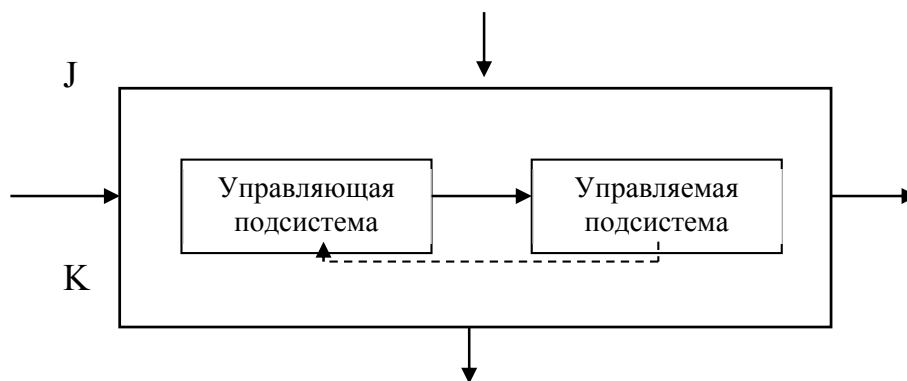 J
Управляющая
подсистема
Управляемая
подсистема
K